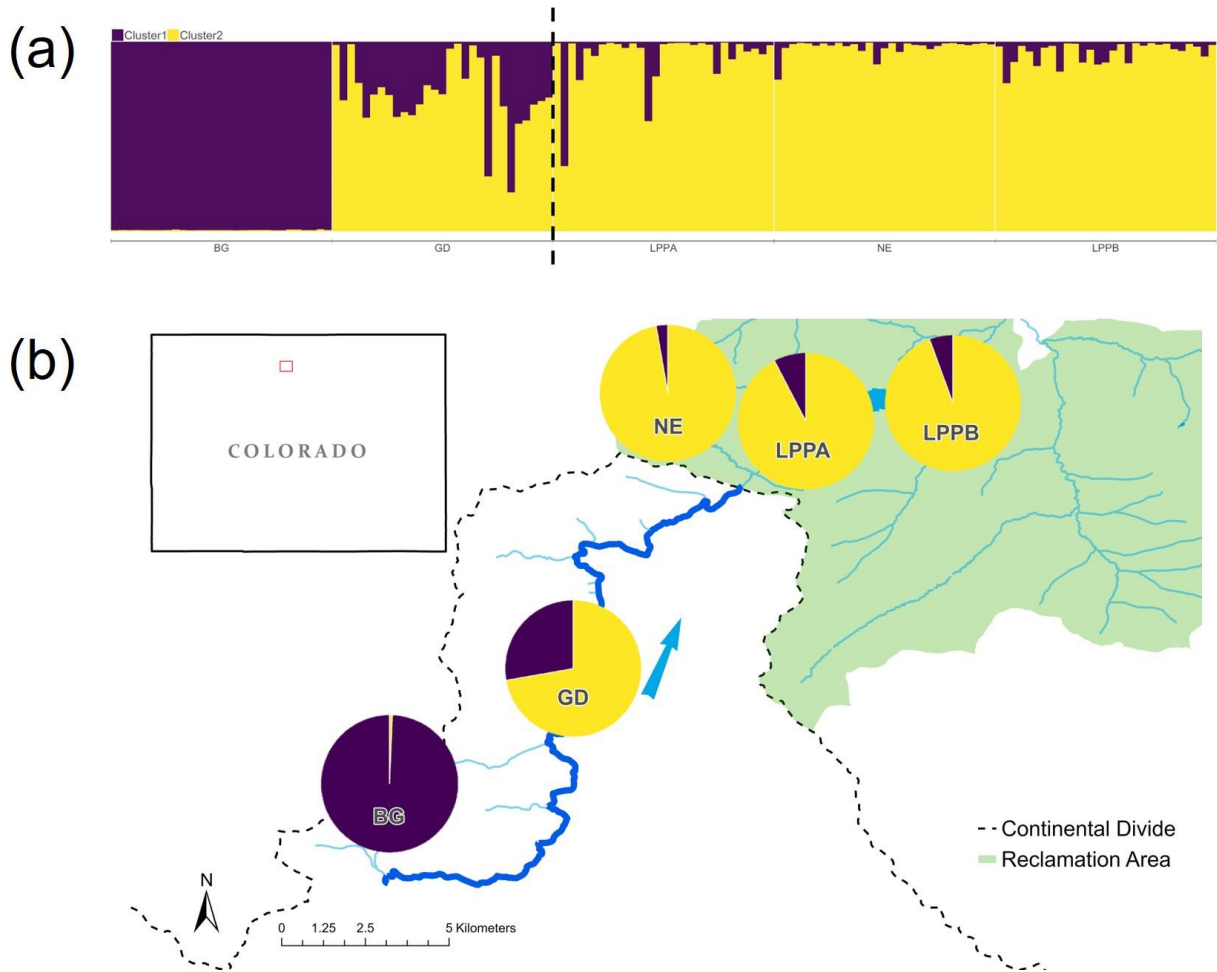 (a)
Cluster1 Cluster2
BG GD LPPA NE LPPB
(b)
COLORADO
NE
LPPA
LPPB
GD
BG
Continental Divide
Reclamation Area
N
0 1.25 2.5 5 Kilometers